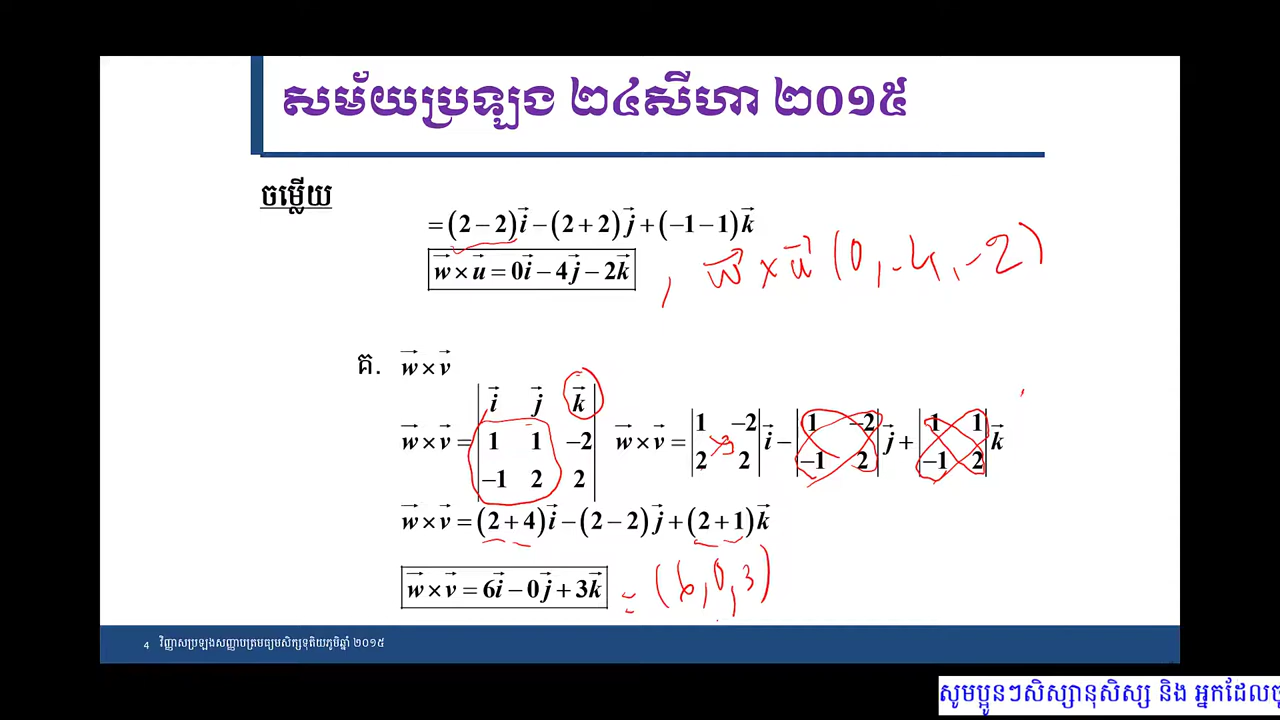 សម័យប្រឡង ២៤សីហា ២០១៥
ចម្លើយ
= (2 − 2)i⃗ − (2 + 2)j⃗ + (−1 − 1)k⃗
w⃗ × u⃗ = 0i⃗ − 4j⃗ − 2k⃗ , w⃗ × u⃗ (0, -4, -2)
គ. w⃗ × v⃗
w⃗ × v⃗ = |i⃗ j⃗ k⃗; 1 1 −2; −1 2 2| w⃗ × v⃗ = |1 −2; 2 2| i⃗ − |1 −2; −1 2| j⃗ + |1 1; −1 2| k⃗
w⃗ × v⃗ = (2 + 4)i⃗ − (2 − 2)j⃗ + (2 + 1)k⃗
w⃗ × v⃗ = 6i⃗ − 0j⃗ + 3k⃗ = (6, 0, 3)
4 វិញ្ញាសប្រឡងសញ្ញាបត្រមធ្យមសិក្សទុតិយភូមិឆ្នាំ ២០១៥
សូមប្អូនៗសិស្សានុសិស្ស និង អ្នកដែល